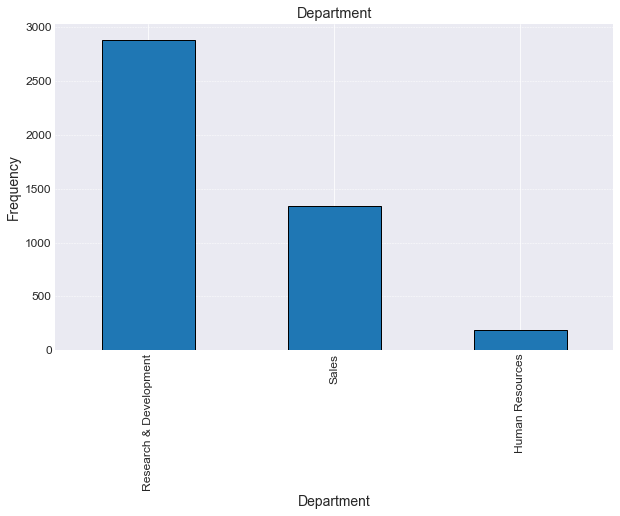 Department
3000
2500
2000
1500
1000
500
0
Frequency
Research & Development
Sales
Human Resources
Department